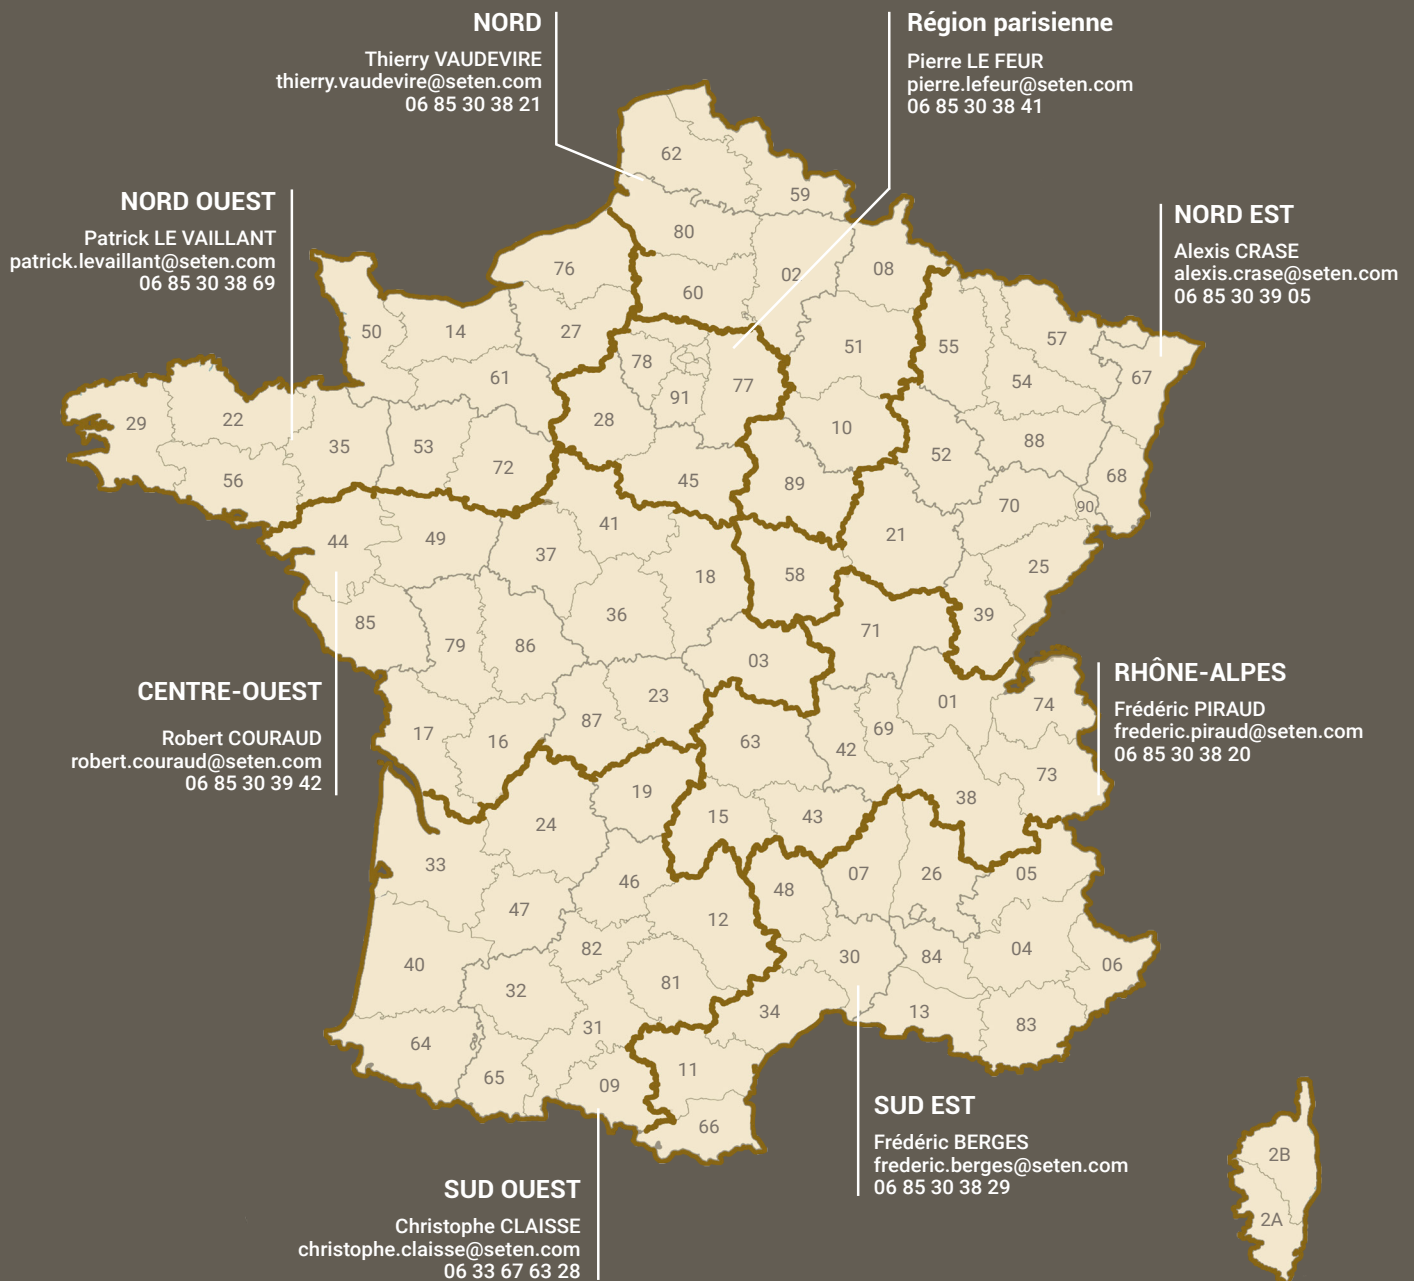 NORD
Thierry VAUDEVIRE
thierry.vaudevire@seten.com
06 85 30 38 21
Région parisienne
Pierre LE FEUR
pierre.lefeur@seten.com
06 85 30 38 41
NORD OUEST
Patrick LE VAILLANT
patrick.levaillant@seten.com
06 85 30 38 69
NORD EST
Alexis CRASE
alexis.crase@seten.com
06 85 30 39 05
62
59
80
76
60
02
08
50
14
27
78
51
55
57
61
91
77
54
67
29
22
28
10
35
53
88
52
56
72
45
89
68
70
90
44
49
41
37
21
18
58
25
36
85
79
86
71
39
03
CENTRE-OUEST
Robert COURAUD
robert.couraud@seten.com
06 85 30 39 42
RHÔNE-ALPES
Frédéric PIRAUD
frederic.piraud@seten.com
06 85 30 38 20
23
01
74
17
87
16
63
69
42
73
19
38
24
15
43
33
46
48
07
26
05
47
12
82
30
84
04
40
06
32
81
31
34
13
83
64
65
09
11
66
SUD EST
Frédéric BERGES
frederic.berges@seten.com
06 85 30 38 29
2B
2A
SUD OUEST
Christophe CLAISSE
christophe.claisse@seten.com
06 33 67 63 28